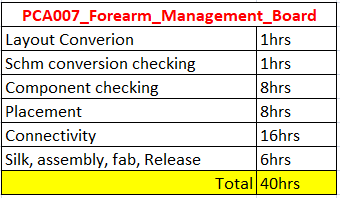 PCA007_Forearm_Management_Board
Layout Converion 1hrs
Schm conversion checking 1hrs
Component checking 8hrs
Placement 8hrs
Connectivity 16hrs
Silk, assembly, fab, Release 6hrs
Total 40hrs